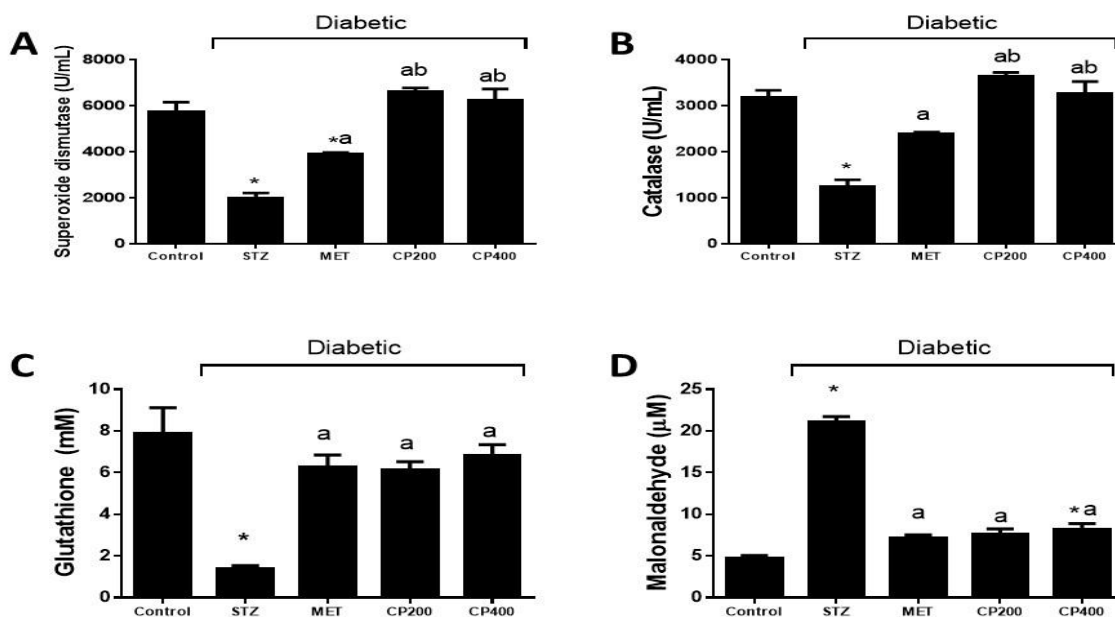 A
Diabetic
Superoxide dismutase (U/mL)
8000
6000
4000
2000
0
*
*a
ab
ab
Control STZ MET CP200 CP400
B
Diabetic
Catalase (U/mL)
4000
3000
2000
1000
0
*
a
ab
ab
Control STZ MET CP200 CP400
C
Diabetic
Glutathione (mM)
10
8
6
4
2
0
*
a
a
a
Control STZ MET CP200 CP400
D
Diabetic
Malonaldehyde (µM)
25
20
15
10
5
0
*
a
a
*a
Control STZ MET CP200 CP400